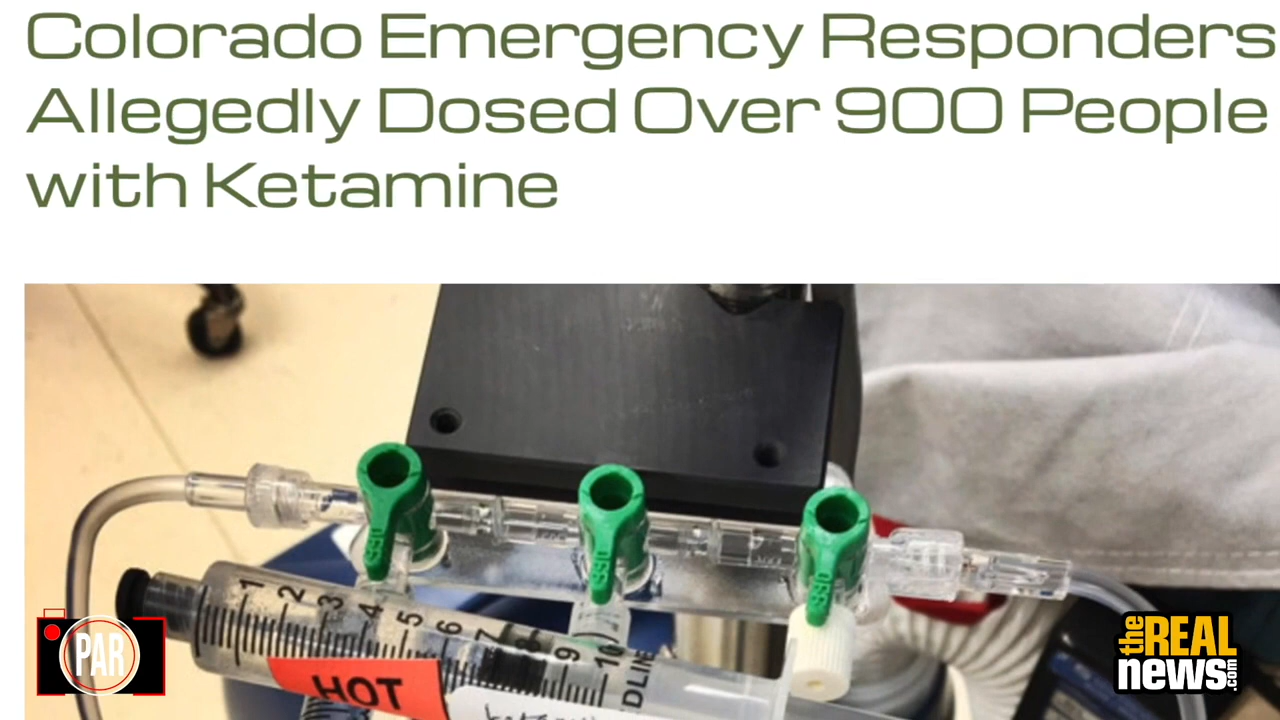 Colorado Emergency Responders
Allegedly Dosed Over 900 People
with Ketamine
1 2 3 4 5 6 7 8 9 10
HOT
PAR
the
REAL
news.com